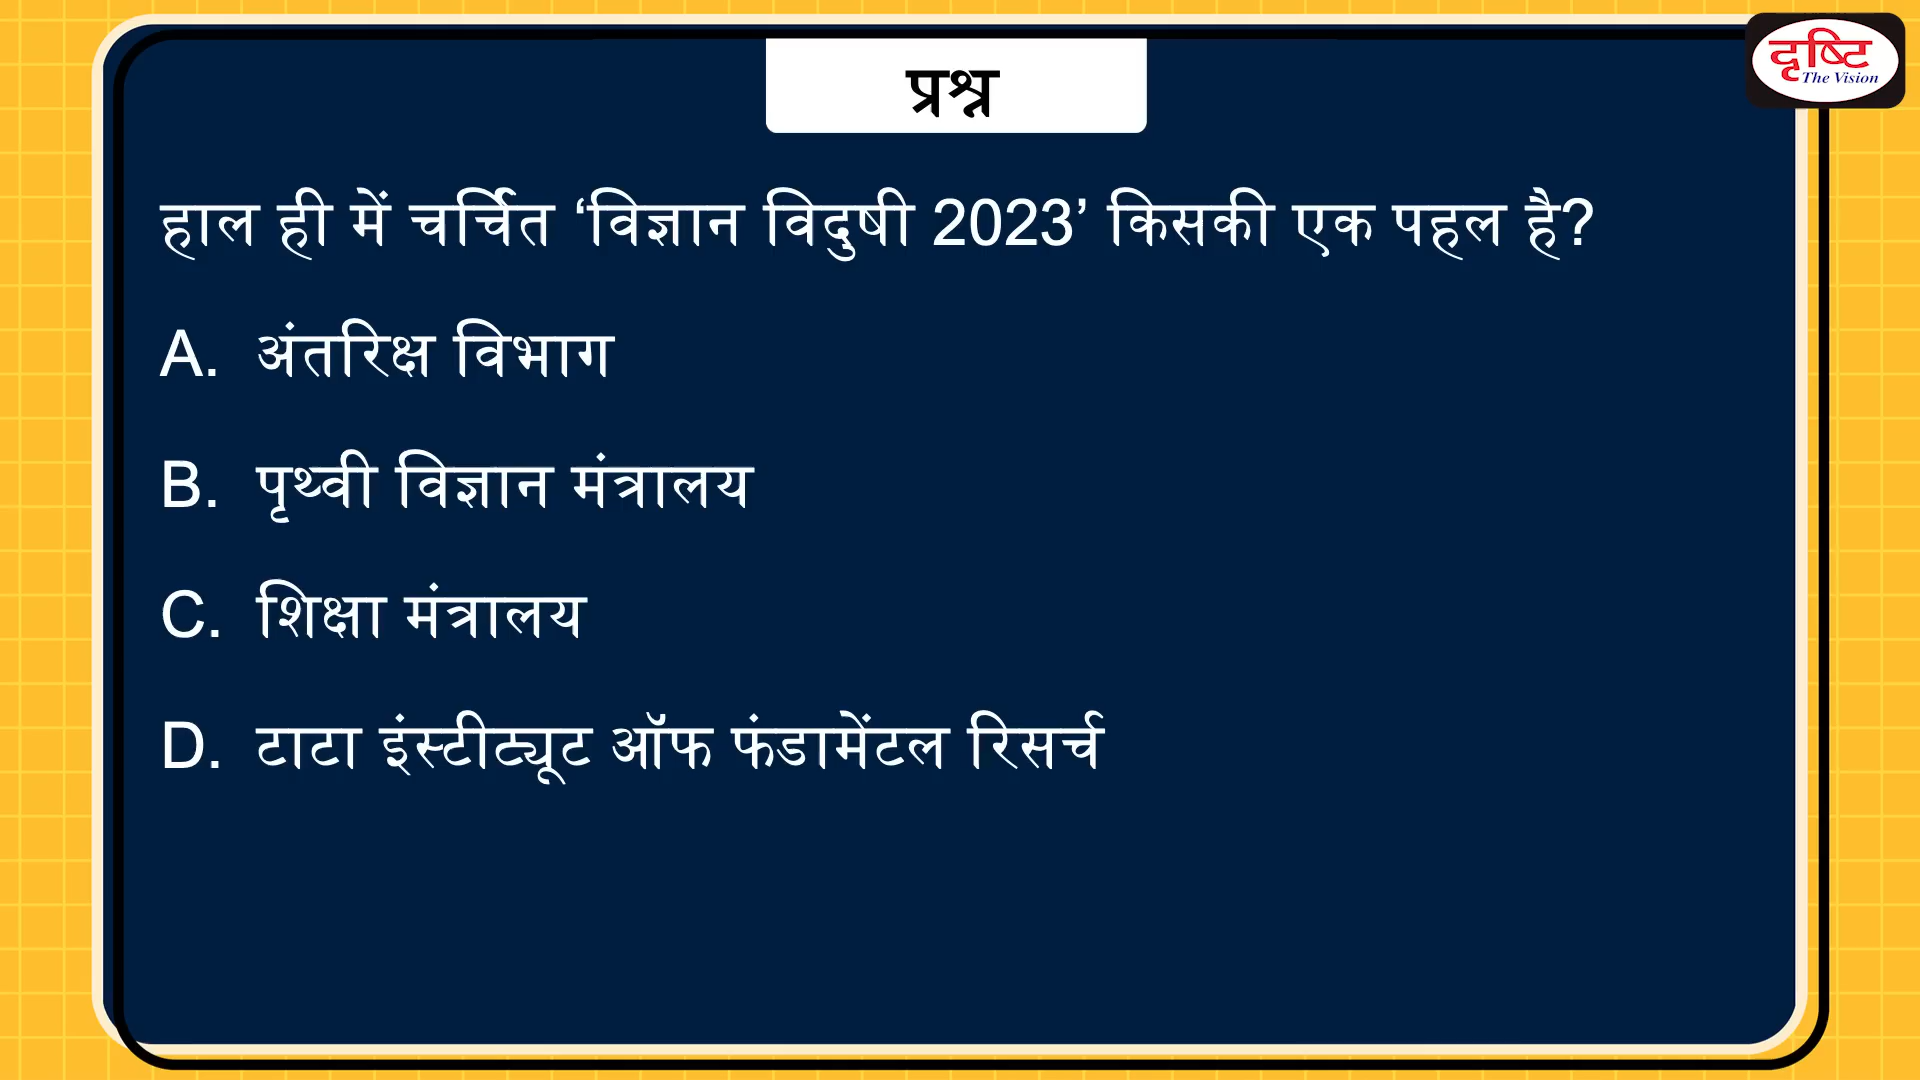 दृष्टि
The Vision
प्रश्न
हाल ही में चर्चित ‘विज्ञान विदुषी 2023’ किसकी एक पहल है?
A. अंतरिक्ष विभाग
B. पृथ्वी विज्ञान मंत्रालय
C. शिक्षा मंत्रालय
D. टाटा इंस्टीट्यूट ऑफ फंडामेंटल रिसर्च